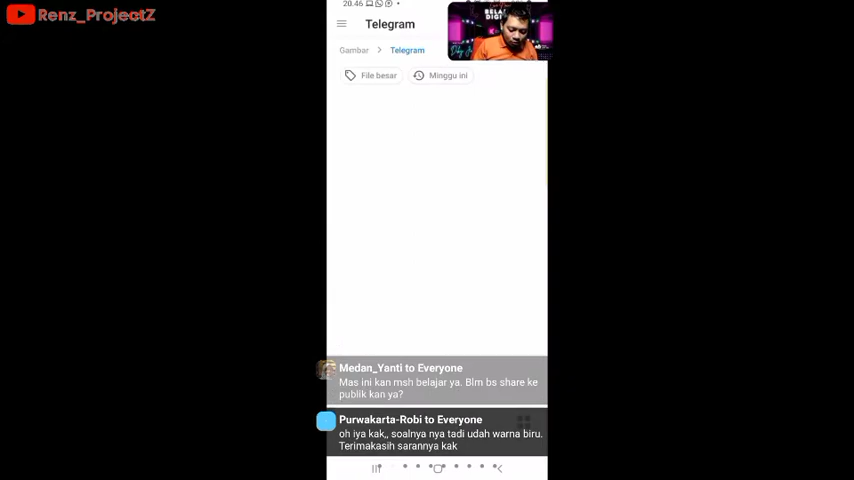 Renz_ProjectZ
20.46
Telegram
Gambar > Telegram
File besar
Minggu ini
Medan_Yanti to Everyone
Mas ini kan msh belajar ya. Blm bs share ke
publik kan ya?
Purwakarta-Robi to Everyone
oh iya kak,, soalnya nya tadi udah warna biru.
Terimakasih sarannya kak